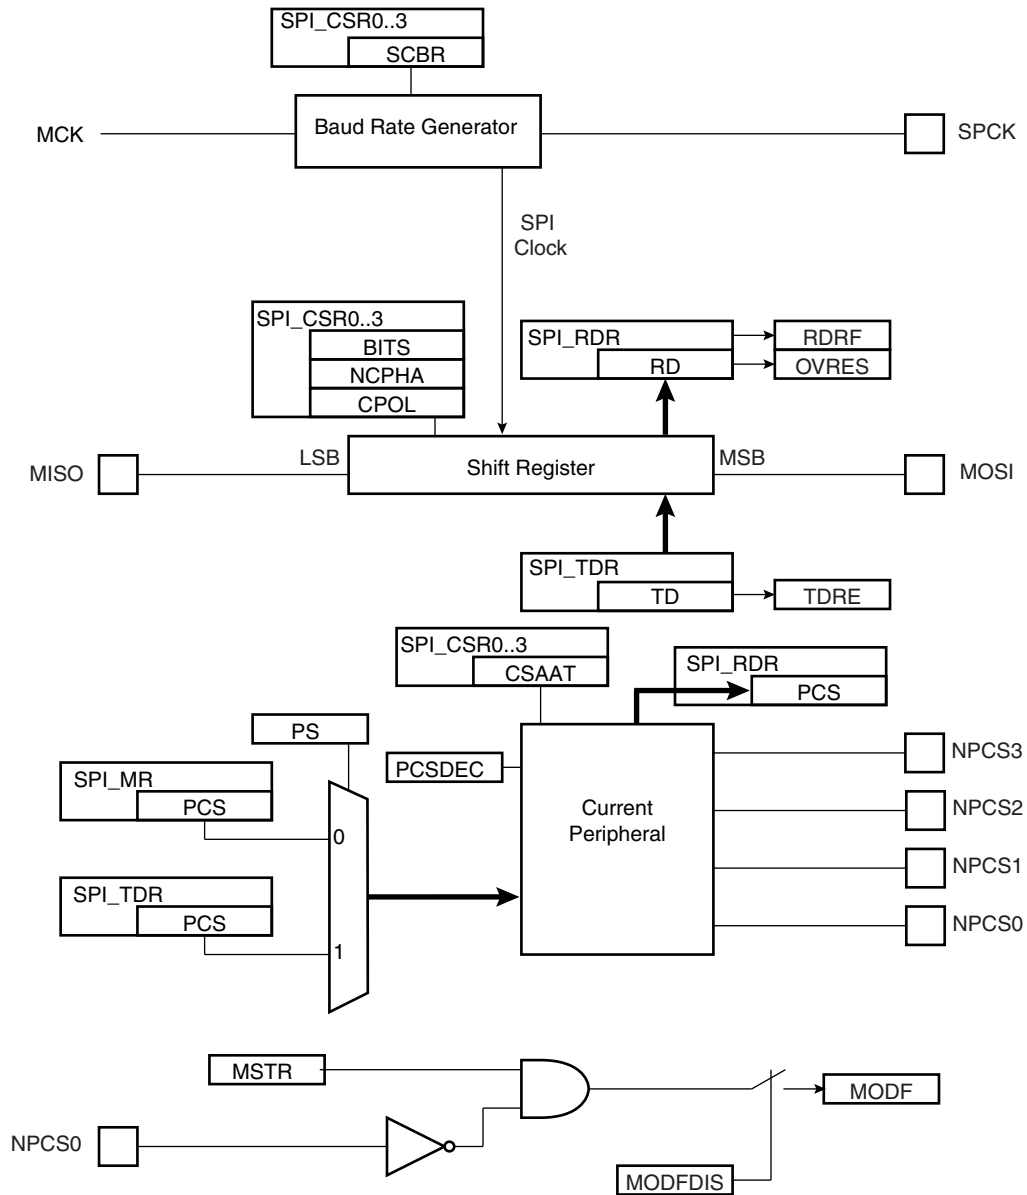 SPI_CSR0..3
SCBR
MCK
Baud Rate Generator
SPCK
SPI
Clock
SPI_CSR0..3
BITS
NCPHA
CPOL
SPI_RDR
RD
RDRF
OVRES
MISO
LSB
Shift Register
MSB
MOSI
SPI_TDR
TD
TDRE
SPI_CSR0..3
CSAAT
SPI_RDR
PCS
PS
PCSDEC
NPCS3
SPI_MR
PCS
0
Current
Peripheral
NPCS2
NPCS1
SPI_TDR
PCS
1
NPCS0
MSTR
MODF
NPCS0
MODFDIS